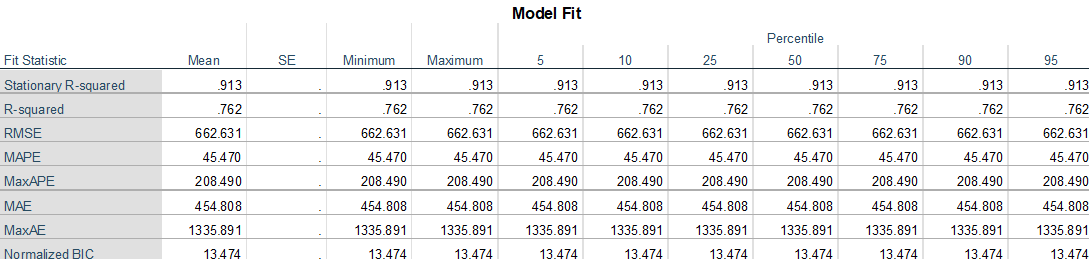 Model Fit
Percentile
Fit Statistic Mean SE Minimum Maximum 5 10 25 50 75 90 95
Stationary R-squared .913 . .913 .913 .913 .913 .913 .913 .913 .913 .913
R-squared .762 . .762 .762 .762 .762 .762 .762 .762 .762 .762
RMSE 662.631 . 662.631 662.631 662.631 662.631 662.631 662.631 662.631 662.631 662.631
MAPE 45.470 . 45.470 45.470 45.470 45.470 45.470 45.470 45.470 45.470 45.470
MaxAPE 208.490 . 208.490 208.490 208.490 208.490 208.490 208.490 208.490 208.490 208.490
MAE 454.808 . 454.808 454.808 454.808 454.808 454.808 454.808 454.808 454.808 454.808
MaxAE 1335.891 . 1335.891 1335.891 1335.891 1335.891 1335.891 1335.891 1335.891 1335.891 1335.891
Normalized BIC 13.474 . 13.474 13.474 13.474 13.474 13.474 13.474 13.474 13.474 13.474